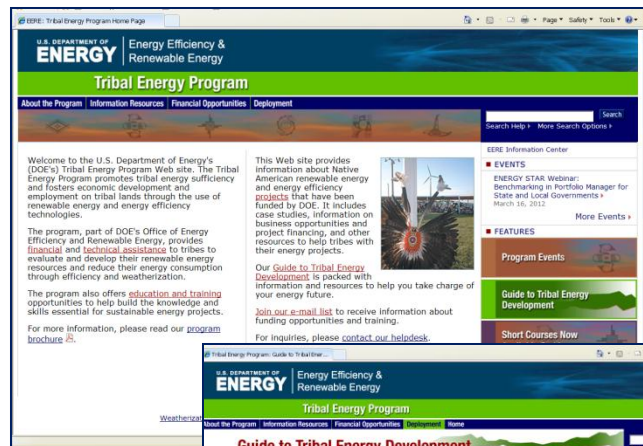 EERE: Tribal Energy Program Home Page
Page Safety Tools
U.S. DEPARTMENT OF
ENERGY
Energy Efficiency &
Renewable Energy
Tribal Energy Program
About the Program | Information Resources | Financial Opportunities | Deployment
Search
Search Help More Search Options
Welcome to the U.S. Department of Energy's
(DOE's) Tribal Energy Program Web site. The Tribal
Energy Program promotes tribal energy sufficiency
and fosters economic development and
employment on tribal lands through the use of
renewable energy and energy efficiency
technologies.
The program, part of DOE's Office of Energy
Efficiency and Renewable Energy, provides
financial and technical assistance to tribes to
evaluate and develop their renewable energy
resources and reduce their energy consumption
through efficiency and weatherization.
The program also offers education and training
opportunities to help build the knowledge and
skills essential for sustainable energy projects.
For more information, please read our program
brochure
This Web site provides
information about Native
American renewable energy
and energy efficiency
projects that have been
funded by DOE. It includes
case studies, information on
business opportunities and
project financing, and other
resources to help tribes with
their energy projects.
Our Guide to Tribal Energy
Development is packed with
information and resources to help you take charge of
your energy future.
Join our e-mail list to receive information about
funding opportunities and training.
For inquiries, please contact our helpdesk.
EERE Information Center
EVENTS
ENERGY STAR Webinar:
Benchmarking in Portfolio Manager for
State and Local Governments
March 16, 2012
More Events
FEATURES
Program Events
Guide to Tribal Energy
Development
Short Courses Now
Weatherizat
Tribal Energy Program: Guide to Tribal Ener...
U.S. DEPARTMENT OF
ENERGY
Energy Efficiency &
Renewable Energy
Tribal Energy Program
About the Program | Information Resources | Financial Opportunities | Deployment Home
Guide to Tribal Energy Development